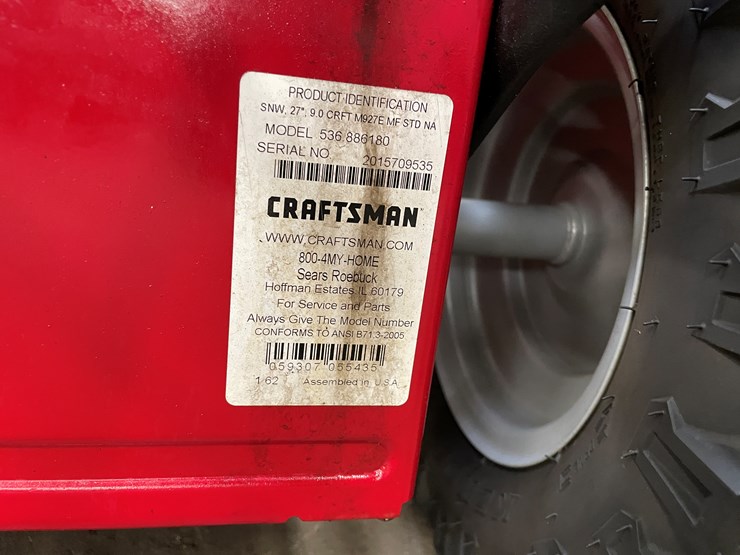 PRODUCT IDENTIFICATION
SNW, 27", 9.0 CRFT M927E MF STD NA
MODEL 536.886180
SERIAL NO 2015709535
CRAFTSMAN
WWW.CRAFTSMAN.COM
800-4MY-HOME
Sears Roebuck
Hoffman Estates IL 60179
For Service and Parts
Always Give The Model Number
CONFORMS TO ANSI B71.3-2005
059307 055435
1 62 Assembled in U.S.A